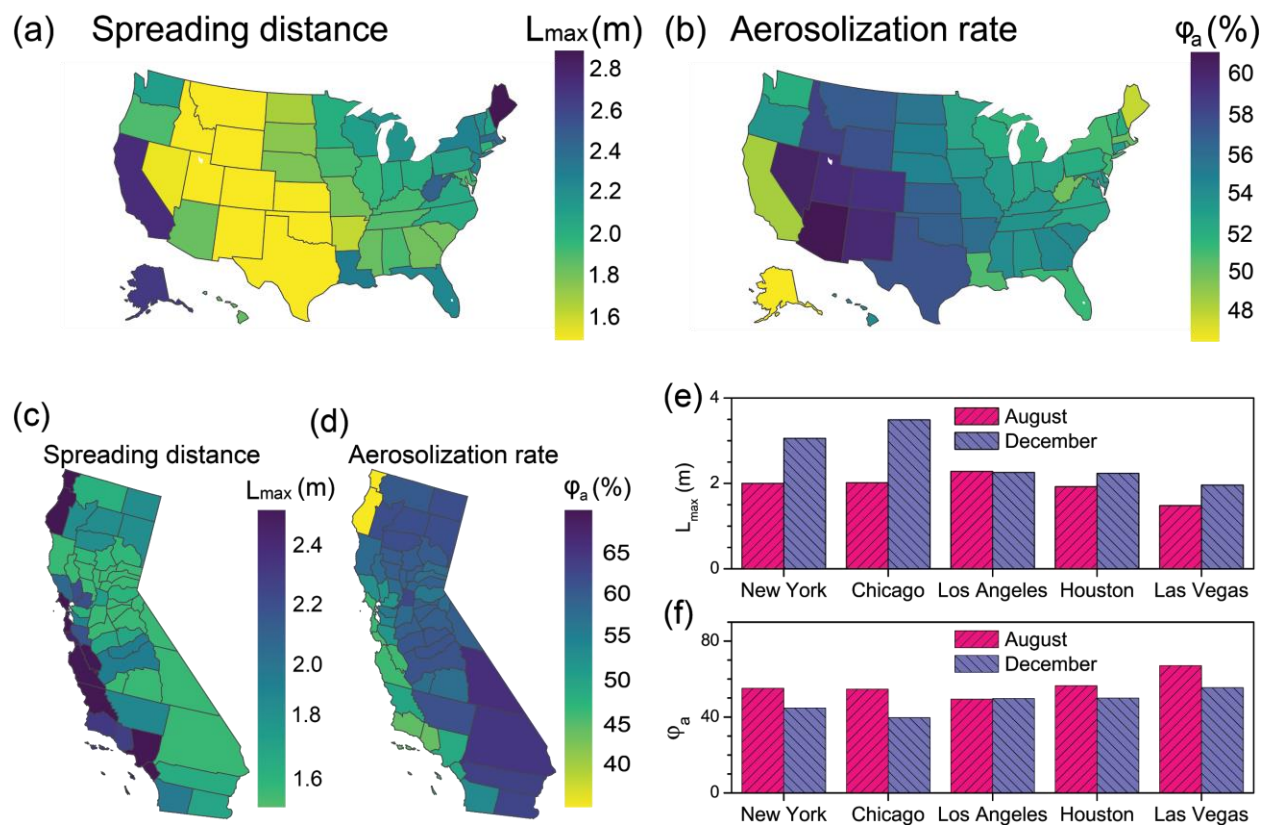 (a) Spreading distance Lmax (m)
2.8
2.6
2.4
2.2
2.0
1.8
1.6
(b) Aerosolization rate φa (%)
60
58
56
54
52
50
48
(c)
Spreading distance
Lmax (m)
2.4
2.2
2.0
1.8
1.6
(d)
Aerosolization rate
φa (%)
65
60
55
50
45
40
(e)
August
December
Lmax (m)
4
2
0
New York Chicago Los Angeles Houston Las Vegas
(f)
August
December
φa
80
40
0
New York Chicago Los Angeles Houston Las Vegas